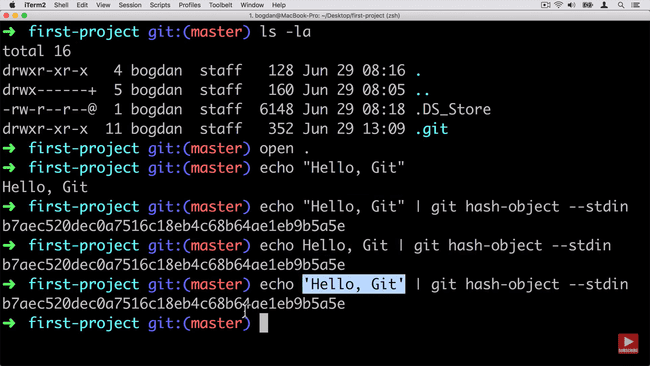 iTerm2 Shell Edit View Session Scripts Profiles Toolbelt Window Help
1. bogdan@MacBook-Pro: ~/Desktop/first-project (zsh)
➜ first-project git:(master) ls -la
total 16
drwxr-xr-x 4 bogdan staff 128 Jun 29 08:16 .
drwx------+ 5 bogdan staff 160 Jun 29 08:05 ..
-rw-r--r--@ 1 bogdan staff 6148 Jun 29 08:18 .DS_Store
drwxr-xr-x 11 bogdan staff 352 Jun 29 13:09 .git
➜ first-project git:(master) open .
➜ first-project git:(master) echo "Hello, Git"
Hello, Git
➜ first-project git:(master) echo "Hello, Git" | git hash-object --stdin
b7aec520dec0a7516c18eb4c68b64ae1eb9b5a5e
➜ first-project git:(master) echo Hello, Git | git hash-object --stdin
b7aec520dec0a7516c18eb4c68b64ae1eb9b5a5e
➜ first-project git:(master) echo 'Hello, Git' | git hash-object --stdin
b7aec520dec0a7516c18eb4c68b64ae1eb9b5a5e
➜ first-project git:(master)
SUBSCRIBE